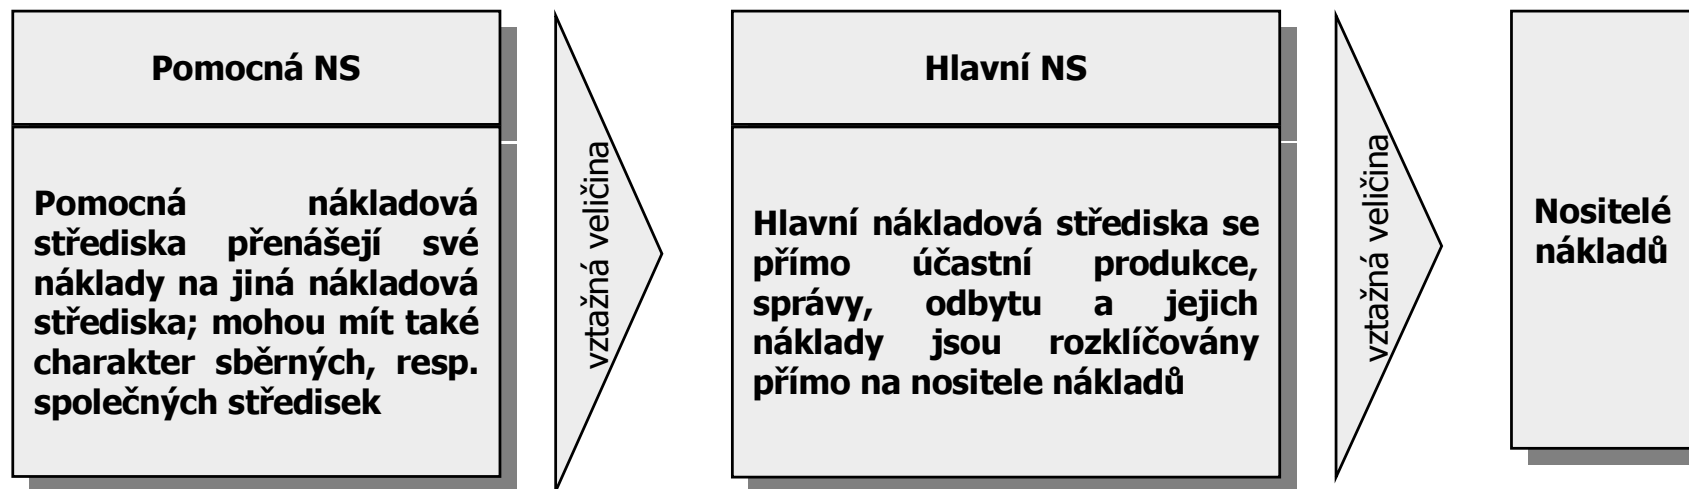 Pomocná NS
Pomocná nákladová
střediska přenášejí své
náklady na jiná nákladová
střediska; mohou mít také
charakter sběrných, resp.
společných středisek
vztažná veličina
Hlavní NS
Hlavní nákladová střediska se
přímo účastní produkce,
správy, odbytu a jejich
náklady jsou rozklíčovány
přímo na nositele nákladů
vztažná veličina
Nositelé
nákladů